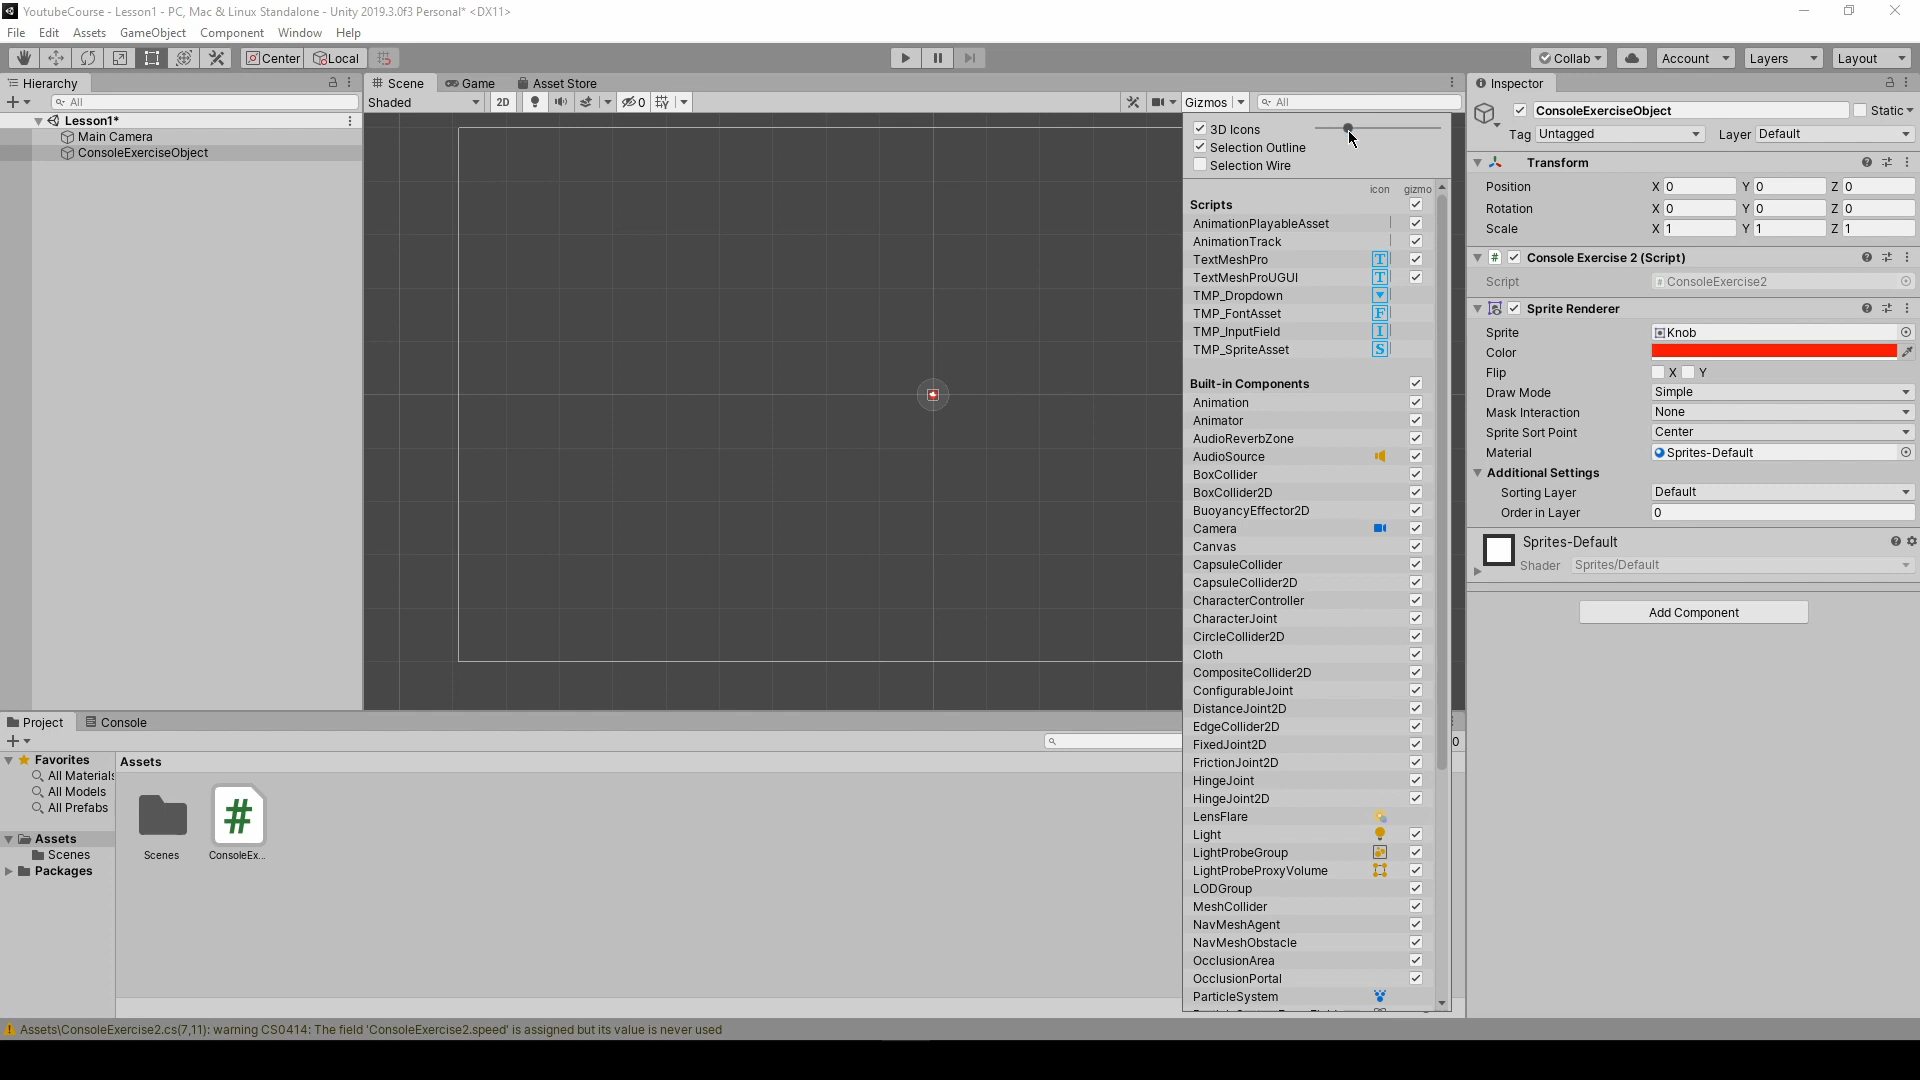 YoutubeCourse - Lesson1 - PC, Mac & Linux Standalone - Unity 2019.3.0f3 Personal* <DX11>
File Edit Assets GameObject Component Window Help
Center Local Collab Account Layers Layout
Hierarchy
All
Lesson1*
Main Camera
ConsoleExerciseObject
Scene Game Asset Store
Shaded 2D 0 Gizmos All
3D Icons
Selection Outline
Selection Wire
icon gizmo
Scripts
AnimationPlayableAsset
AnimationTrack
TextMeshPro T
TextMeshProUGUI T
TMP_Dropdown
TMP_FontAsset F
TMP_InputField I
TMP_SpriteAsset S
Built-in Components
Animation
Animator
AudioReverbZone
AudioSource
BoxCollider
BoxCollider2D
BuoyancyEffector2D
Camera
Canvas
CapsuleCollider
CapsuleCollider2D
CharacterController
CharacterJoint
CircleCollider2D
Cloth
CompositeCollider2D
ConfigurableJoint
DistanceJoint2D
EdgeCollider2D
FixedJoint2D
FrictionJoint2D
HingeJoint
HingeJoint2D
LensFlare
Light
LightProbeGroup
LightProbeProxyVolume
LODGroup
MeshCollider
NavMeshAgent
NavMeshObstacle
OcclusionArea
OcclusionPortal
ParticleSystem
Inspector
ConsoleExerciseObject Static
Tag Untagged Layer Default
Transform
Position X 0 Y 0 Z 0
Rotation X 0 Y 0 Z 0
Scale X 1 Y 1 Z 1
# Console Exercise 2 (Script)
Script # ConsoleExercise2
Sprite Renderer
Sprite Knob
Color
Flip X Y
Draw Mode Simple
Mask Interaction None
Sprite Sort Point Center
Material Sprites-Default
Additional Settings
Sorting Layer Default
Order in Layer 0
Sprites-Default
Shader Sprites/Default
Add Component
Project Console
Favorites
All Materials
All Models
All Prefabs
Assets
Scenes
Packages
Assets
#
Scenes ConsoleEx...
Assets\ConsoleExercise2.cs(7,11): warning CS0414: The field 'ConsoleExercise2.speed' is assigned but its value is never used